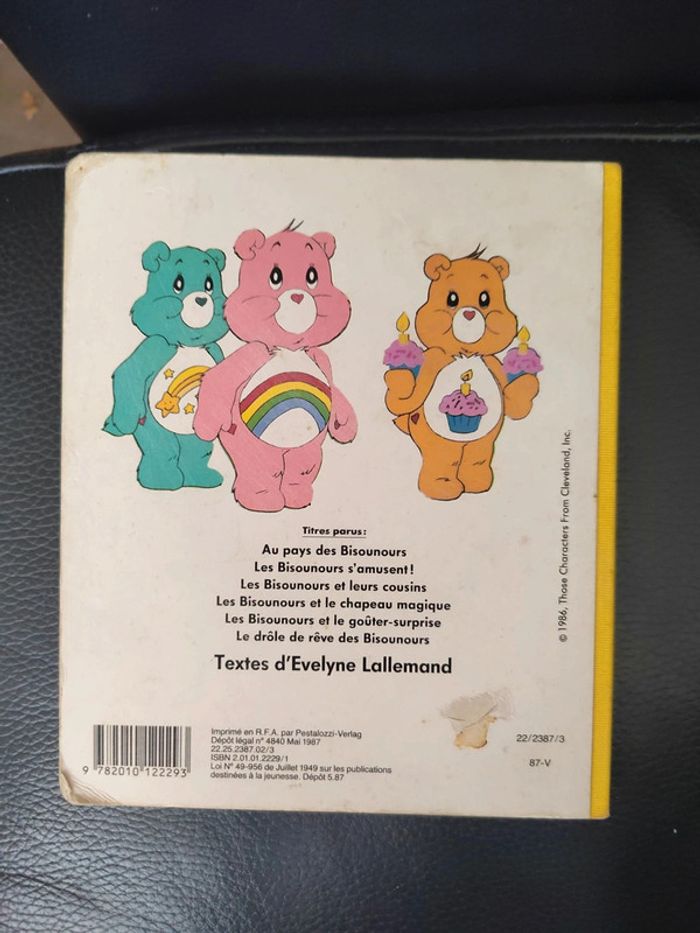 Titres parus:
Au pays des Bisounours
Les Bisounours s'amusent!
Les Bisounours et leurs cousins
Les Bisounours et le chapeau magique
Les Bisounours et le goûter-surprise
Le drôle de rêve des Bisounours
Textes d'Evelyne Lallemand
© 1986, Those Characters From Cleveland, Inc.
9 782010 122293
Imprimé en R.F.A. par Pestalozzi-Verlag
Dépôt légal n° 4840 Mai 1987
22.25.2387.02/3
ISBN 2.01.01.2229/1
Loi N° 49-956 de Juillet 1949 sur les publications
destinées à la jeunesse. Dépôt 5.87
22/2387/3
87-V